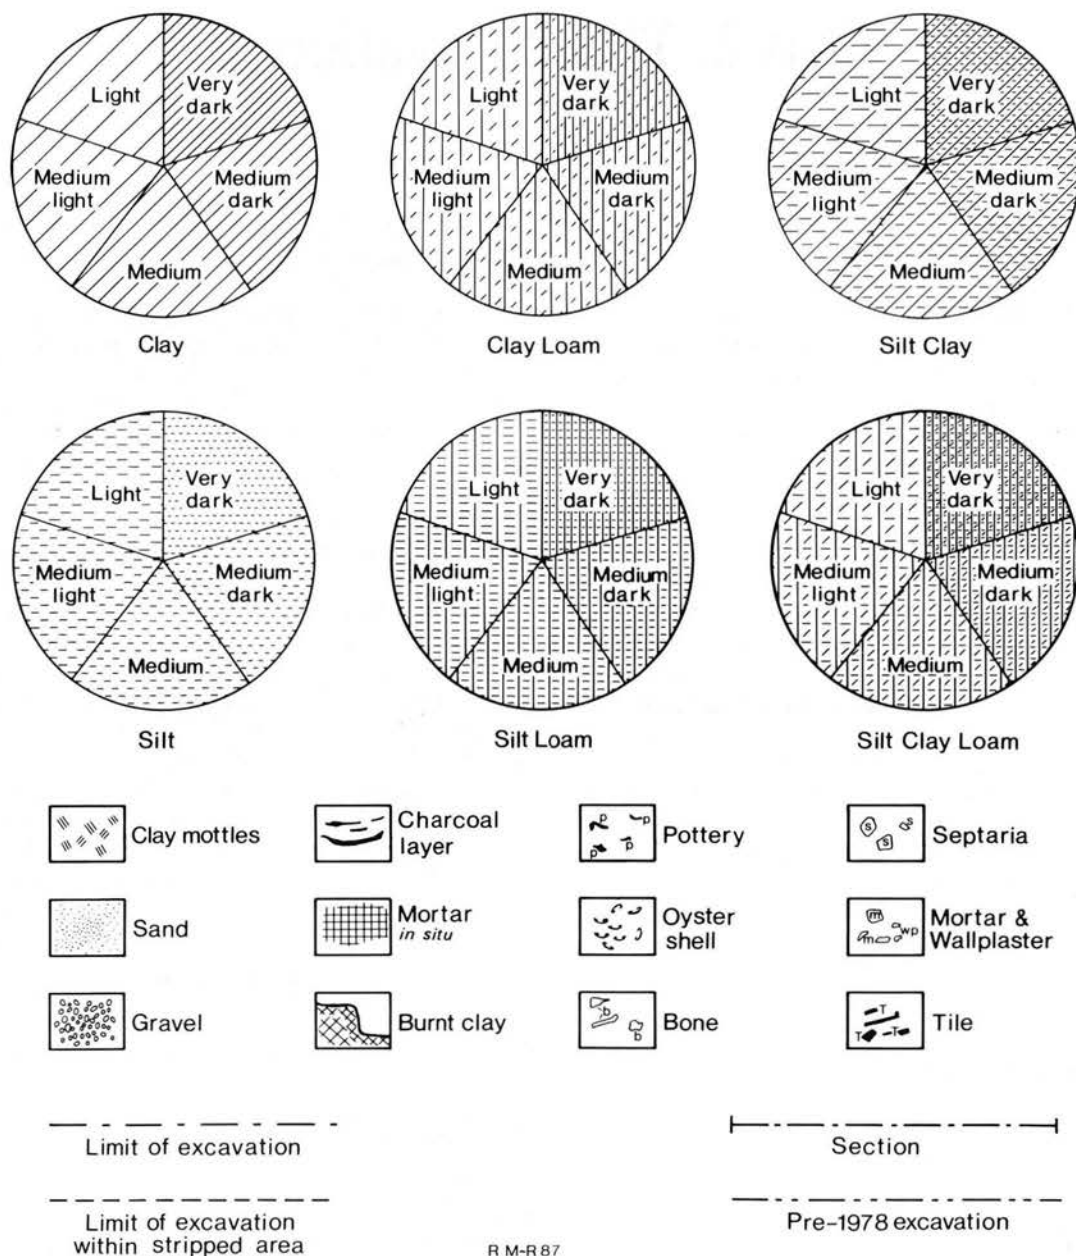 Light
Very
dark
Medium
light
Medium
dark
Medium
Clay
Light
Very
dark
Medium
light
Medium
dark
Medium
Clay Loam
Light
Very
dark
Medium
light
Medium
dark
Medium
Silt Clay
Light
Very
dark
Medium
light
Medium
dark
Medium
Silt
Light
Very
dark
Medium
light
Medium
dark
Medium
Silt Loam
Light
Very
dark
Medium
light
Medium
dark
Medium
Silt Clay Loam
Clay mottles
Charcoal
layer
p
p
p
p
Pottery
s
s
s
Septaria
Sand
Mortar
in situ
Oyster
shell
m
m
wp
Mortar &
Wallplaster
Gravel
Burnt clay
b
b
Bone
T
T
T
Tile
Limit of excavation
Section
Limit of excavation
within stripped area
Pre-1978 excavation
R M-R 87